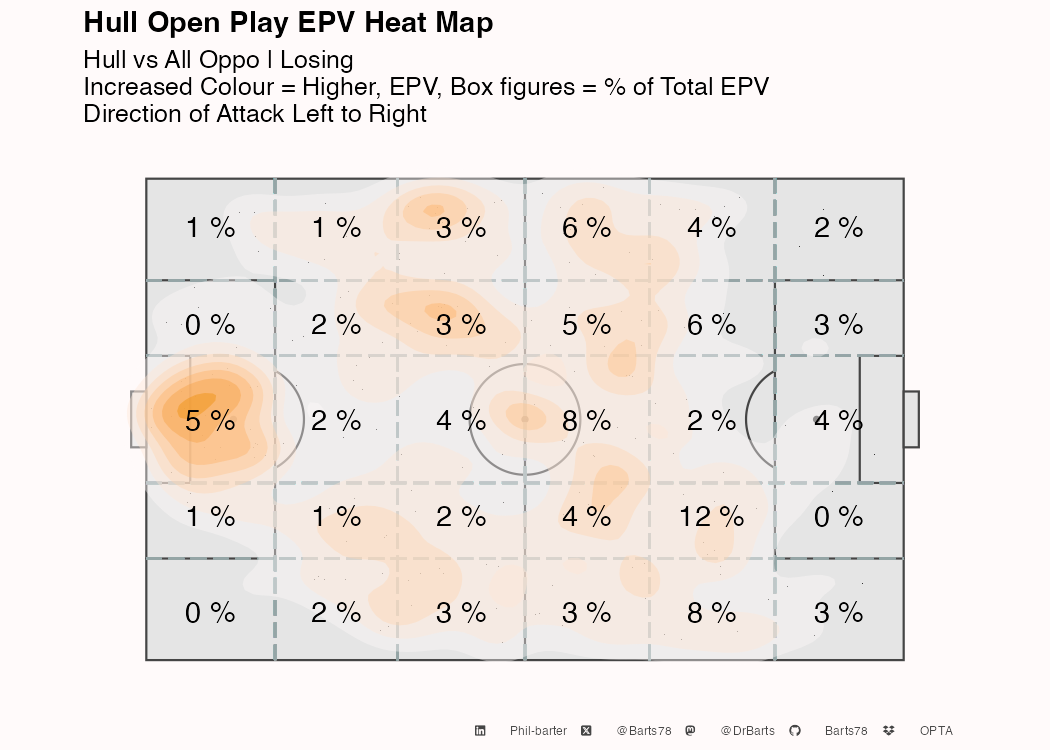 Hull Open Play EPV Heat Map
Hull vs All Oppo | Losing
Increased Colour = Higher, EPV, Box figures = % of Total EPV
Direction of Attack Left to Right
1 % 1 % 3 % 6 % 4 % 2 %
0 % 2 % 3 % 5 % 6 % 3 %
5 % 2 % 4 % 8 % 2 % 4 %
1 % 1 % 2 % 4 % 12 % 0 %
0 % 2 % 3 % 3 % 8 % 3 %
Phil-barter @Barts78 @DrBarts Barts78 OPTA